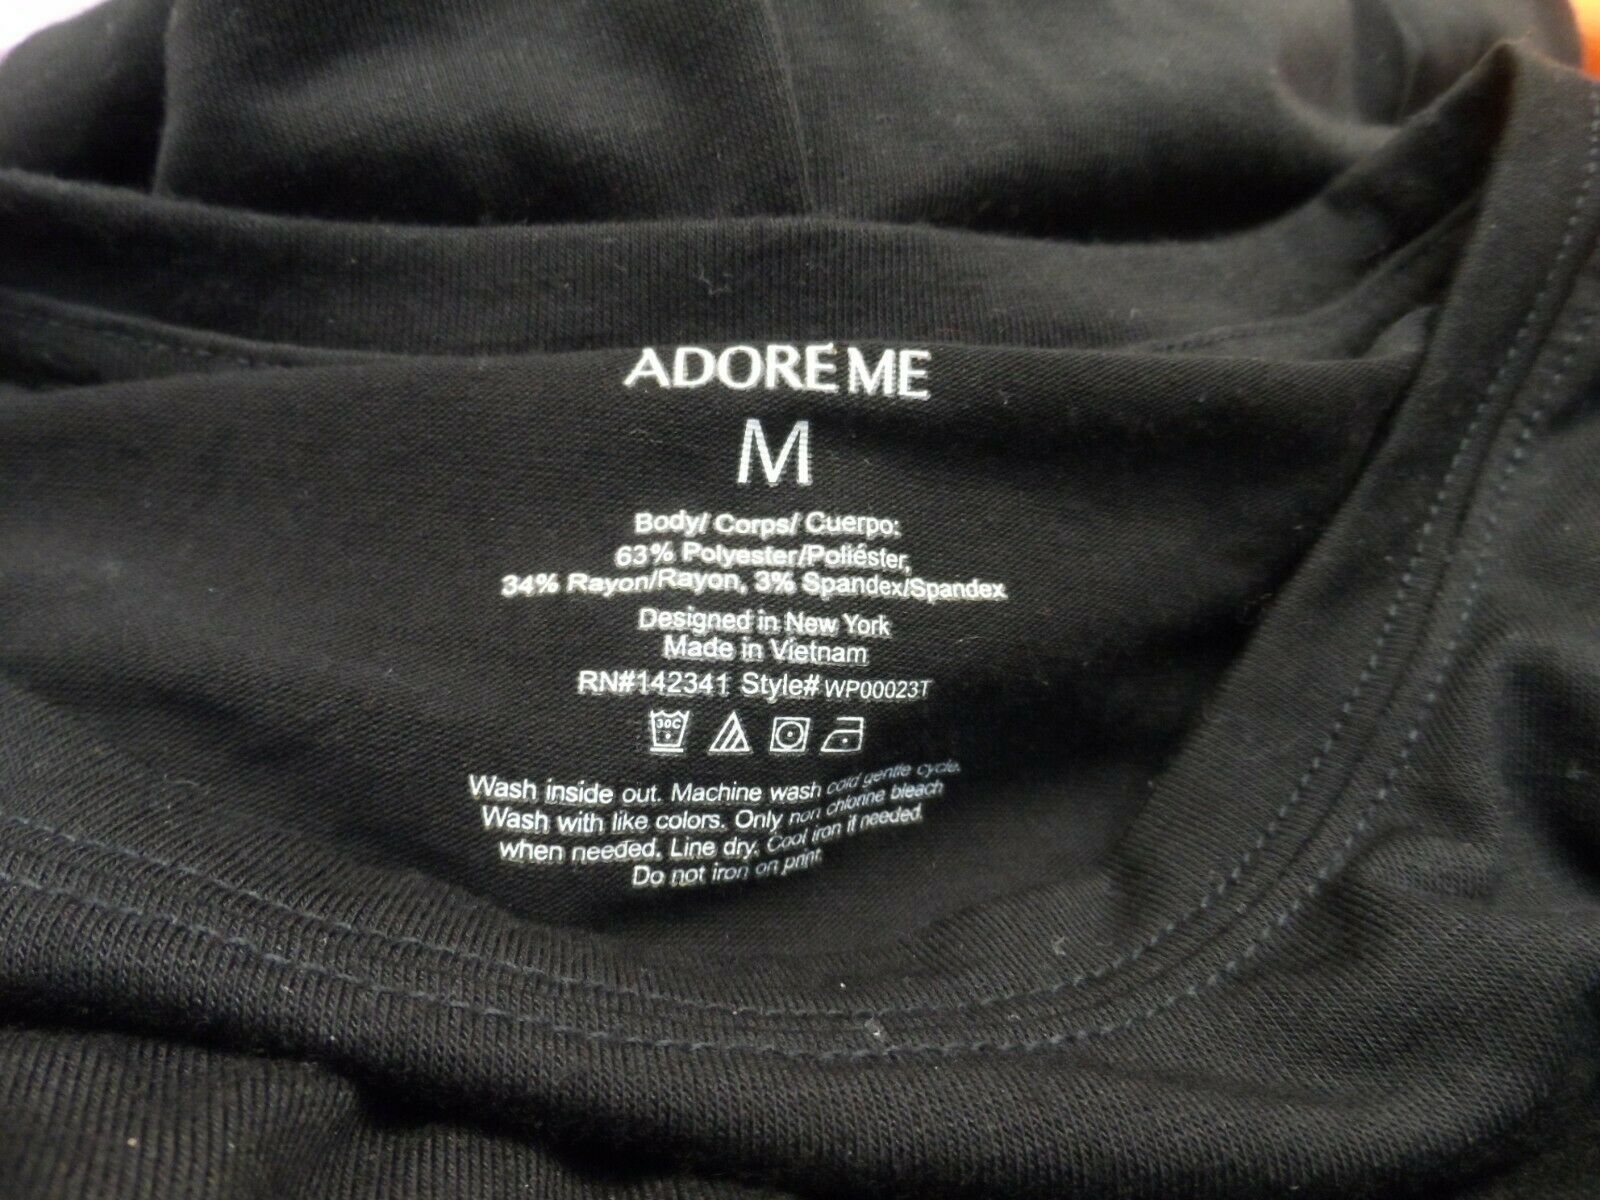 ADORE ME
M
Body/ Corps/ Cuerpo:
63% Polyester/Poliéster,
34% Rayon/Rayon, 3% Spandex/Spandex
Designed in New York
Made in Vietnam
RN#142341 Style# WP00023T
30C
Wash inside out. Machine wash cold gentle cycle.
Wash with like colors. Only non chlorine bleach
when needed. Line dry. Cool iron if needed.
Do not iron on print.